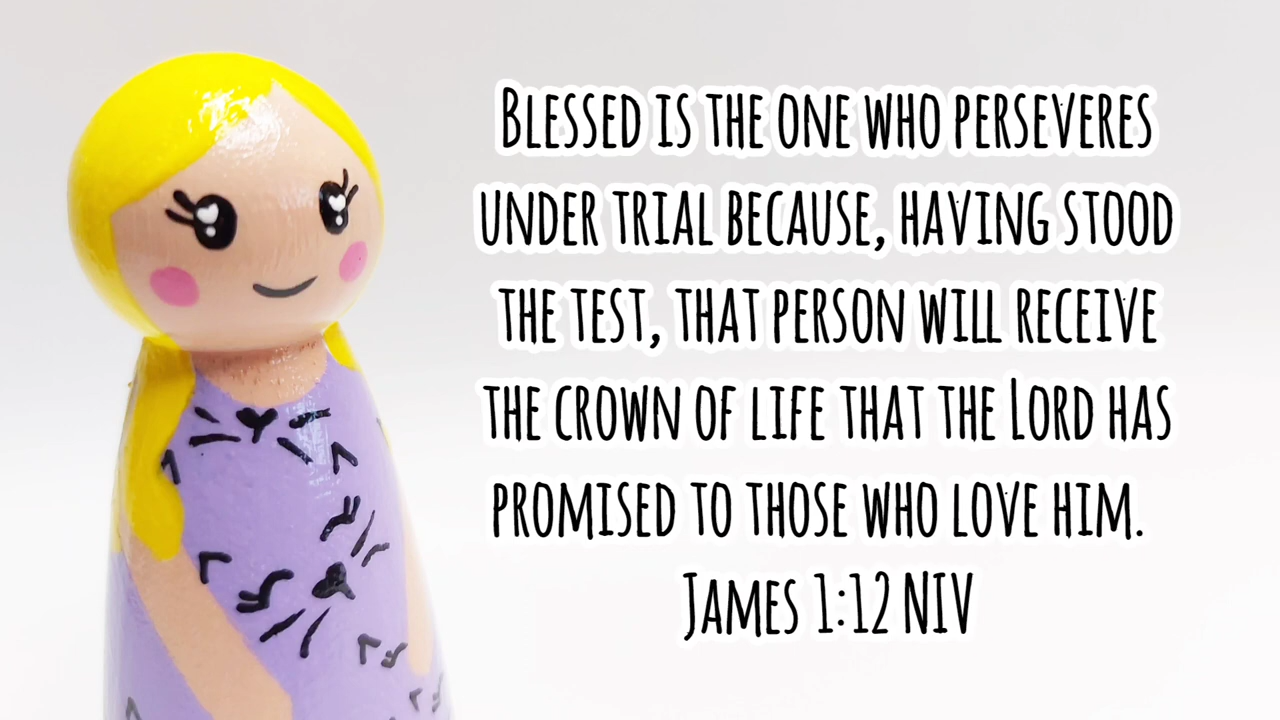 Blessed is the one who perseveres
under trial because, having stood
the test, that person will receive
the crown of life that the Lord has
promised to those who love him.
James 1:12 NIV